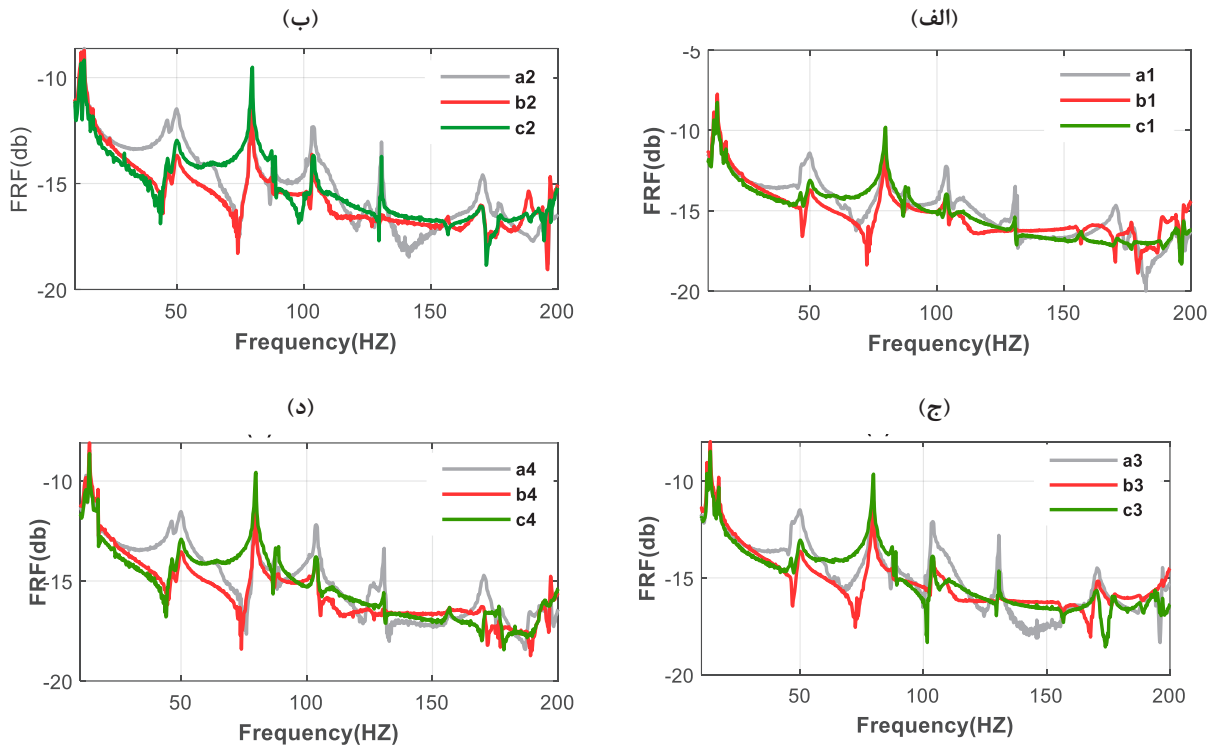 (الف)
-5
-10
-15
-20
FRF(db)
a1
b1
c1
50
100
150
200
Frequency(HZ)
(ب)
-10
-15
-20
FRF(db)
a2
b2
c2
50
100
150
200
Frequency(HZ)
(ج)
-10
-15
-20
FRF(db)
a3
b3
c3
50
100
150
200
Frequency(HZ)
(د)
-10
-15
-20
FRF(db)
a4
b4
c4
50
100
150
200
Frequency(HZ)